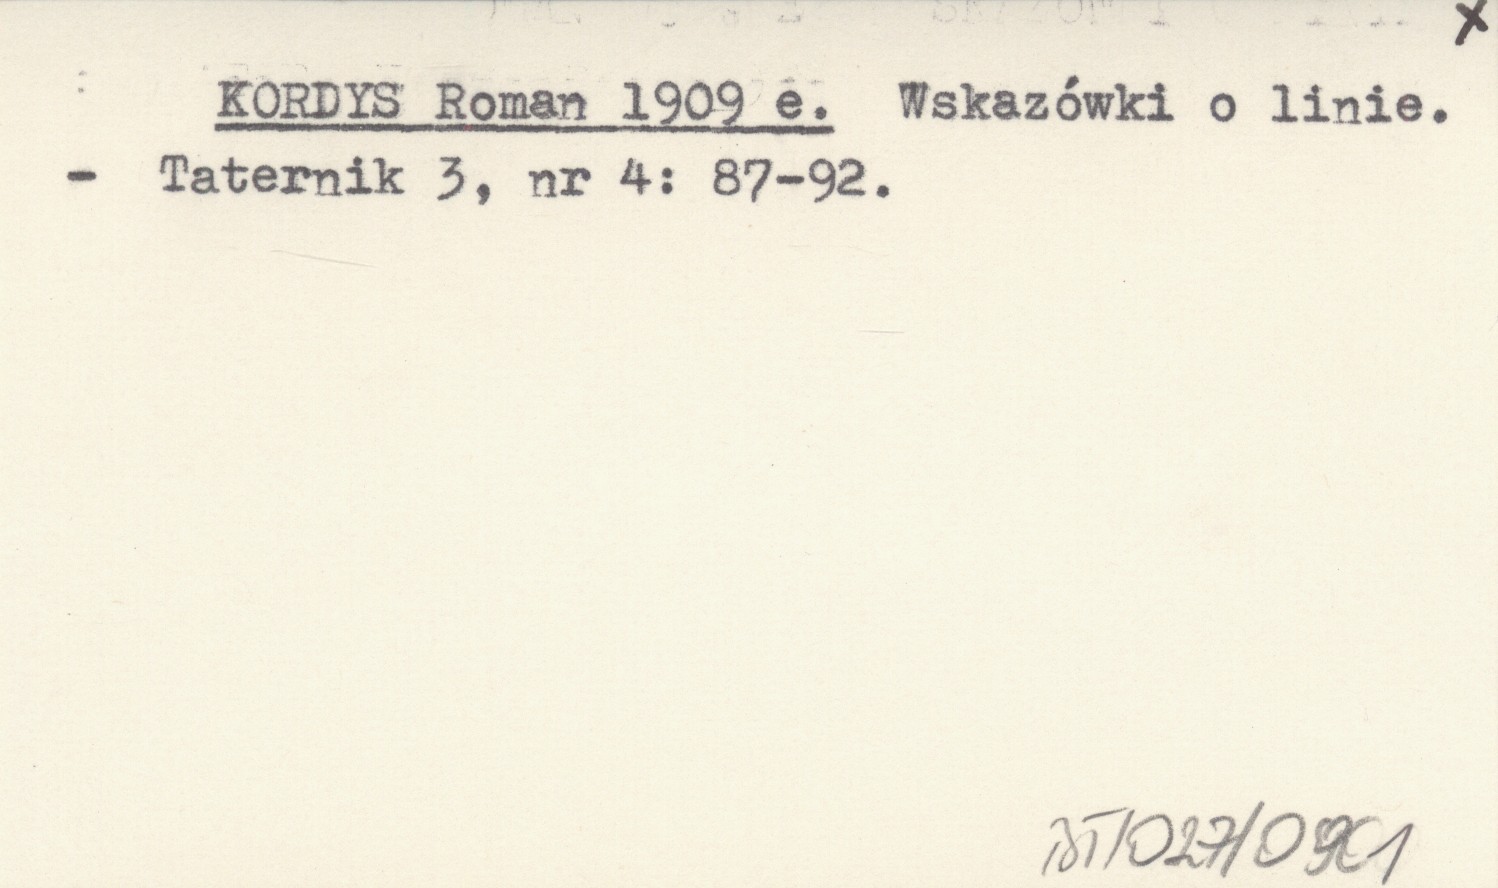 x
KORDYS Roman 1909 e. Wskazówki o linie.
- Taternik 3, nr 4: 87-92.